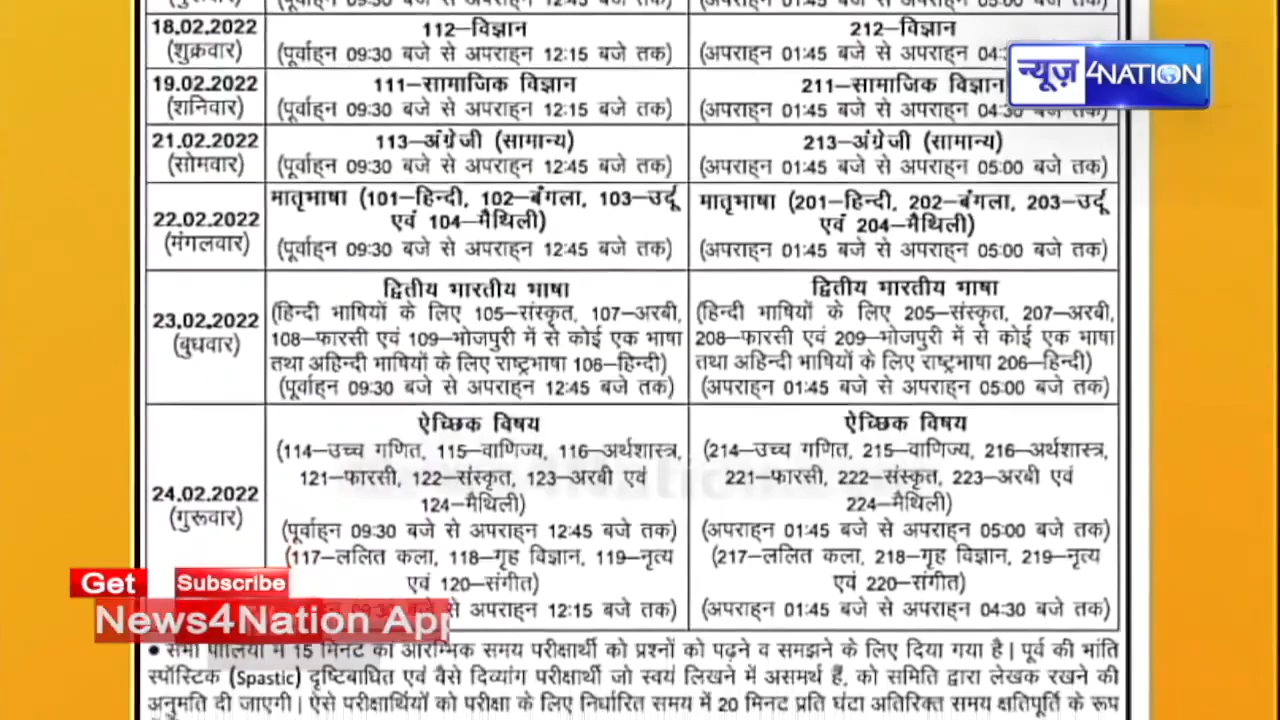 18.02.2022
(शुक्रवार)
112–विज्ञान
(पूर्वाह्न 09:30 बजे से अपराह्न 12:15 बजे तक)
212–विज्ञान
(अपराह्न 01:45 बजे से अपराह्न 04:
न्यूज़ 4NATION
19.02.2022
(शनिवार)
111–सामाजिक विज्ञान
(पूर्वाह्न 09:30 बजे से अपराह्न 12:15 बजे तक)
211–सामाजिक विज्ञान
(अपराह्न 01:45 बजे से अपराह्न 04:30 बजे तक)
21.02.2022
(सोमवार)
113–अंग्रेजी (सामान्य)
(पूर्वाह्न 09:30 बजे से अपराह्न 12:45 बजे तक)
213–अंग्रेजी (सामान्य)
(अपराह्न 01:45 बजे से अपराह्न 05:00 बजे तक)
22.02.2022
(मंगलवार)
मातृभाषा (101–हिन्दी, 102–बंगला, 103–उर्दू
एवं 104–मैथिली)
(पूर्वाह्न 09:30 बजे से अपराह्न 12:45 बजे तक)
मातृभाषा (201–हिन्दी, 202–बंगला, 203–उर्दू
एवं 204–मैथिली)
(अपराह्न 01:45 बजे से अपराह्न 05:00 बजे तक)
23.02.2022
(बुधवार)
द्वितीय भारतीय भाषा
(हिन्दी भाषियों के लिए 105–संस्कृत, 107–अरबी,
108–फारसी एवं 109–भोजपुरी में से कोई एक भाषा
तथा अहिन्दी भाषियों के लिए राष्ट्रभाषा 106–हिन्दी)
(पूर्वाह्न 09:30 बजे से अपराह्न 12:45 बजे तक)
द्वितीय भारतीय भाषा
(हिन्दी भाषियों के लिए 205–संस्कृत, 207–अरबी,
208–फारसी एवं 209–भोजपुरी में से कोई एक भाषा
तथा अहिन्दी भाषियों के लिए राष्ट्रभाषा 206–हिन्दी)
(अपराह्न 01:45 बजे से अपराह्न 05:00 बजे तक)
24.02.2022
(गुरूवार)
ऐच्छिक विषय
(114–उच्च गणित, 115–वाणिज्य, 116–अर्थशास्त्र,
121–फारसी, 122–संस्कृत, 123–अरबी एवं
124–मैथिली)
(पूर्वाह्न 09:30 बजे से अपराह्न 12:45 बजे तक)
(117–ललित कला, 118–गृह विज्ञान, 119–नृत्य
एवं 120–संगीत)
से अपराह्न 12:15 बजे तक)
ऐच्छिक विषय
(214–उच्च गणित, 215–वाणिज्य, 216–अर्थशास्त्र,
221–फारसी, 222–संस्कृत, 223–अरबी एवं
224–मैथिली)
(अपराह्न 01:45 बजे से अपराह्न 05:00 बजे तक)
(217–ललित कला, 218–गृह विज्ञान, 219–नृत्य
एवं 220–संगीत)
(अपराह्न 01:45 बजे से अपराह्न 04:30 बजे तक)
Get Subscribe
News4Nation App
• सभी पालियों में 15 मिनट का आरम्भिक समय परीक्षार्थी को प्रश्नों को पढ़ने व समझने के लिए दिया गया है। पूर्व की भांति
स्पॉस्टिक (Spastic) दृष्टिबाधित एवं वैसे दिव्यांग परीक्षार्थी जो स्वयं लिखने में असमर्थ हैं, को समिति द्वारा लेखक रखने की
अनुमति दी जाएगी। ऐसे परीक्षार्थियों को परीक्षा के लिए निर्धारित समय में 20 मिनट प्रति घंटा अतिरिक्त समय क्षतिपूर्ति के रूप